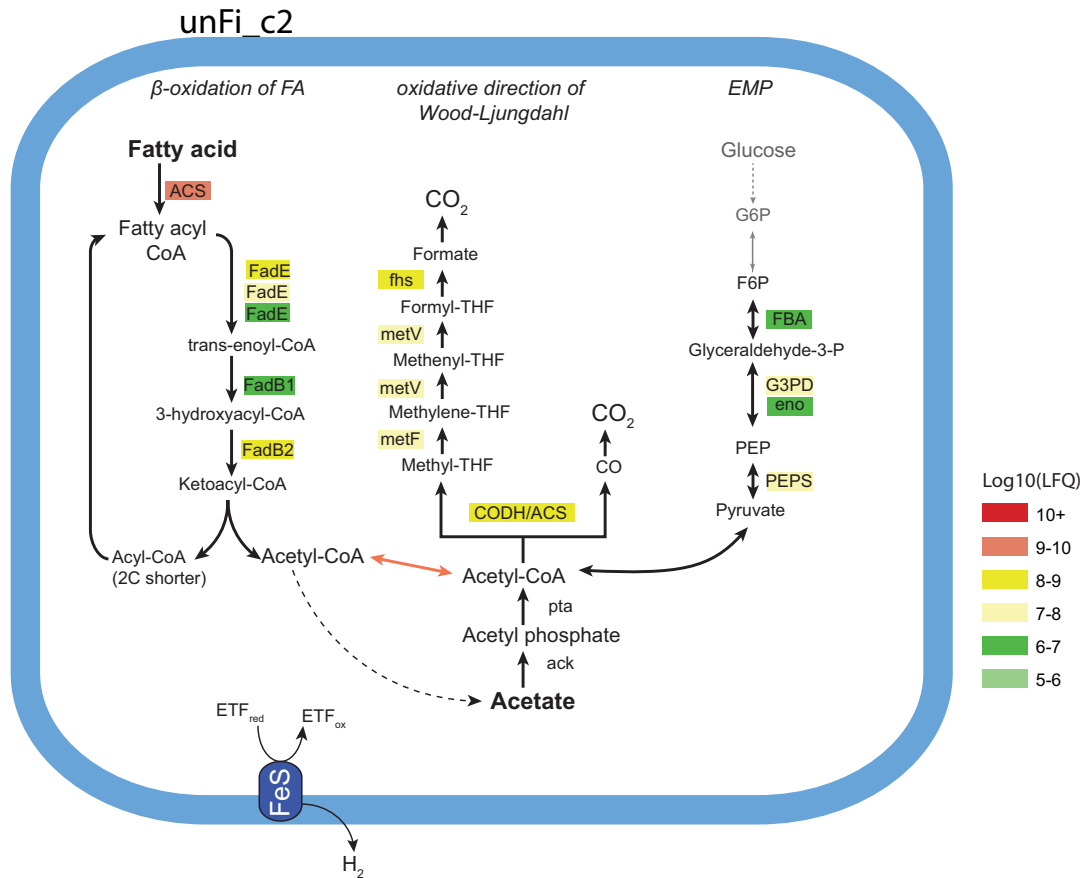 unFi_c2
β-oxidation of FA
oxidative direction of
Wood-Ljungdahl
EMP
Fatty acid
ACS
Fatty acyl
CoA
FadE
FadE
FadE
trans-enoyl-CoA
FadB1
3-hydroxyacyl-CoA
FadB2
Ketoacyl-CoA
Acyl-CoA
(2C shorter)
Acetyl-CoA
CO2
Formate
fhs
Formyl-THF
metV
Methenyl-THF
metV
Methylene-THF
metF
Methyl-THF
CO2
CO
CODH/ACS
Acetyl-CoA
pta
Acetyl phosphate
ack
Acetate
Glucose
G6P
F6P
FBA
Glyceraldehyde-3-P
G3PD
eno
PEP
PEPS
Pyruvate
ETFred
ETFox
FeS
H2
Log10(LFQ)
10+
9-10
8-9
7-8
6-7
5-6